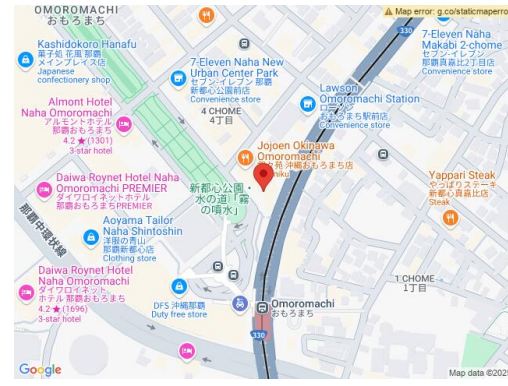 OMOROMACHI
おもろまち
Map error: g.co/staticmaperro
330
7-Eleven Naha
Makabi 2-chome
セブン-イレブン
那覇真嘉比2丁目店
Convenience store
Kashidokoro Hanafu
菓子処 花風 那覇
メインプレイス店
Japanese
confectionery shop
7-Eleven Naha New
Urban Center Park
セブン-イレブン 那覇
新都心公園前店
Convenience store
Lawson
Omoromachi Station
おもろまち駅前店
Convenience store
4 CHOME
4丁目
Almont Hotel
Naha Omoromachi
アルモントホテル
那覇おもろまち
4.2 ★ (1301)
3-star hotel
Jojoen Okinawa
Omoromachi
苑 沖縄おもろまち店
niku
Daiwa Roynet Hotel Naha
Omoromachi PREMIER
ダイワロイネットホテル
那覇おもろまちPREMIER
新都心公園・
水の道「霧
の噴水」
Yappari Steak
やっぱりステーキ
新都心真嘉比店
Steak
Aoyama Tailor
Naha Shintoshin
洋服の青山
那覇新都心店
Clothing store
那覇中環状線
Daiwa Roynet Hotel
Naha Omoromachi
ダイワロイネット
ホテル 那覇おもろまち
4.2 ★ (1696)
3-star hotel
1 CHOME
1丁目
DFS 沖縄那覇
Duty free store
Omoromachi
おもろまち
330
Google
Map data ©2025